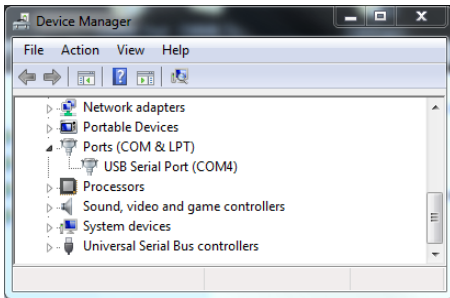 Device Manager
File Action View Help
Network adapters
Portable Devices
Ports (COM & LPT)
USB Serial Port (COM4)
Processors
Sound, video and game controllers
System devices
Universal Serial Bus controllers